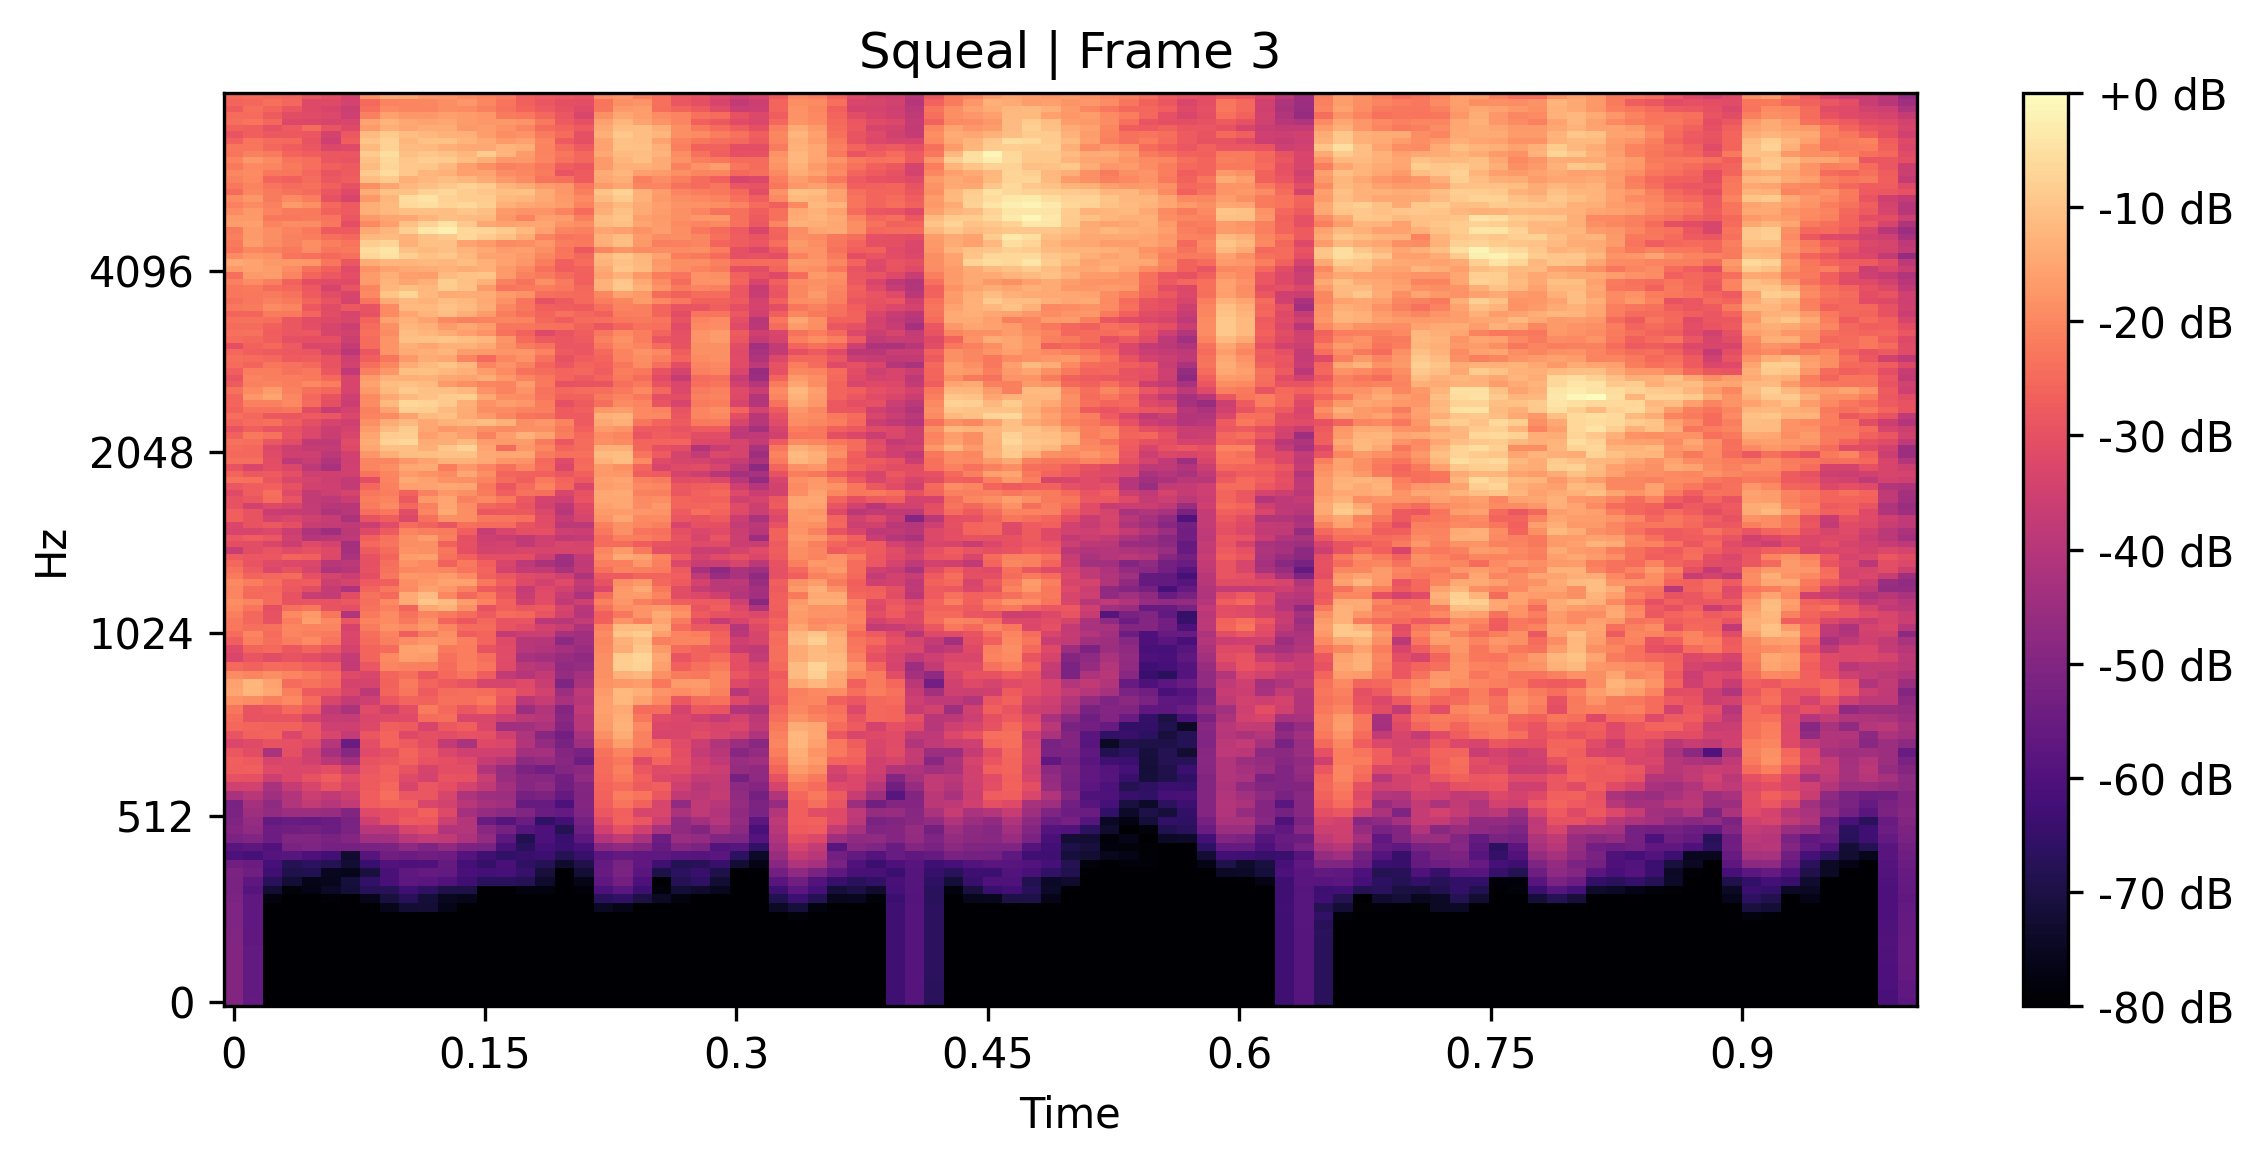 Squeal | Frame 3
+0 dB
-10 dB
-20 dB
-30 dB
-40 dB
-50 dB
-60 dB
-70 dB
-80 dB
Hz
4096
2048
1024
512
0
0 0.15 0.3 0.45 0.6 0.75 0.9
Time